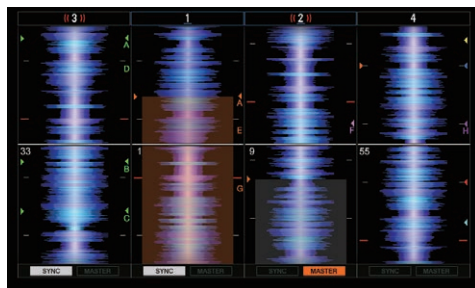 3 1 2 4
A
D
A
E
F
H
33 1 9 55
B
G
C
SYNC MASTER SYNC MASTER SYNC MASTER SYNC MASTER